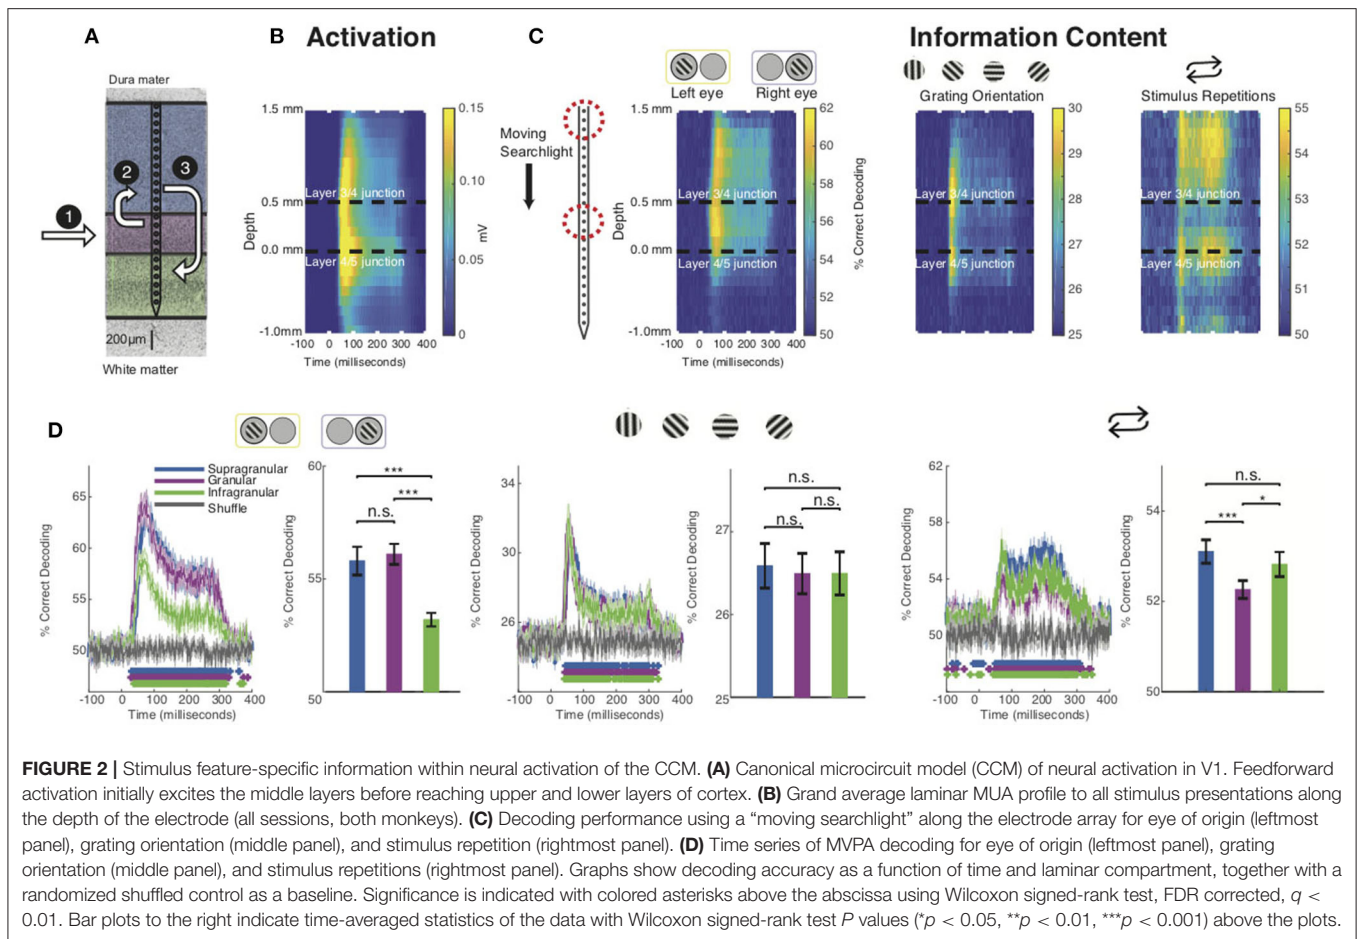 A
B Activation
C
Information Content
Dura mater
1
2
3
200μm
White matter
Depth
1.5 mm
0.5 mm
0.0 mm
-1.0mm
Layer 3/4 junction
Layer 4/5 junction
-100 0 100 200 300 400
Time (milliseconds)
0.15
0.10
0.05
0
mV
Moving
Searchlight
Left eye
Right eye
Depth
1.5 mm
0.5 mm
0.0 mm
-1.0mm
Layer 3/4 junction
Layer 4/5 junction
-100 0 100 200 300 400
Time (milliseconds)
62
60
58
56
54
52
50
% Correct Decoding
Grating Orientation
Layer 3/4 junction
Layer 4/5 junction
30
29
28
27
26
25
Stimulus Repetitions
Layer 3/4 junction
Layer 4/5 junction
55
54
53
52
51
50
D
Supragranular
Granular
Infragranular
Shuffle
% Correct Decoding
65
60
55
50
-100 0 100 200 300 400
Time (milliseconds)
% Correct Decoding
60
55
50
***
***
n.s.
% Correct Decoding
34
30
26
-100 0 100 200 300 400
Time (milliseconds)
% Correct Decoding
27
26
25
n.s.
n.s.
n.s.
% Correct Decoding
62
58
54
50
-58
-100 0 100 200 300 400
Time (milliseconds)
% Correct Decoding
54
52
50
n.s.
*
***
FIGURE 2 | Stimulus feature-specific information within neural activation of the CCM. (A) Canonical microcircuit model (CCM) of neural activation in V1. Feedforward
activation initially excites the middle layers before reaching upper and lower layers of cortex. (B) Grand average laminar MUA profile to all stimulus presentations along
the depth of the electrode (all sessions, both monkeys). (C) Decoding performance using a “moving searchlight” along the electrode array for eye of origin (leftmost
panel), grating orientation (middle panel), and stimulus repetition (rightmost panel). (D) Time series of MVPA decoding for eye of origin (leftmost panel), grating
orientation (middle panel), and stimulus repetitions (rightmost panel). Graphs show decoding accuracy as a function of time and laminar compartment, together with a
randomized shuffled control as a baseline. Significance is indicated with colored asterisks above the abscissa using Wilcoxon signed-rank test, FDR corrected, q <
0.01. Bar plots to the right indicate time-averaged statistics of the data with Wilcoxon signed-rank test P values (*p < 0.05, **p < 0.01, ***p < 0.001) above the plots.